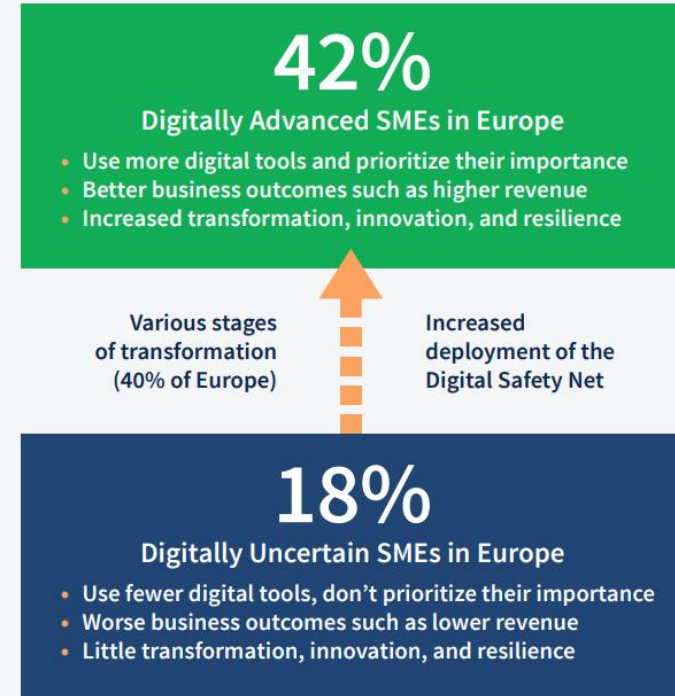 42%
Digitally Advanced SMEs in Europe
• Use more digital tools and prioritize their importance
• Better business outcomes such as higher revenue
• Increased transformation, innovation, and resilience
Various stages
of transformation
(40% of Europe)
Increased
deployment of the
Digital Safety Net
18%
Digitally Uncertain SMEs in Europe
• Use fewer digital tools, don’t prioritize their importance
• Worse business outcomes such as lower revenue
• Little transformation, innovation, and resilience